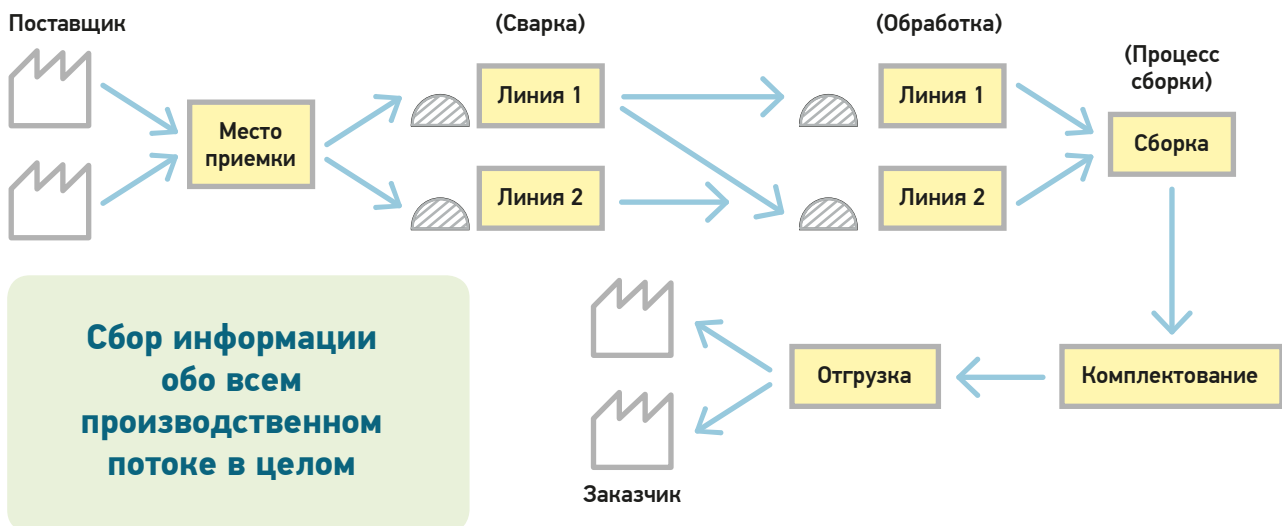 Поставщик
(Сварка)
(Обработка)
(Процесс
сборки)
Место
приемки
Линия 1
Линия 2
Линия 1
Линия 2
Сборка
Сбор информации
обо всем
производственном
потоке в целом
Отгрузка
Комплектование
Заказчик